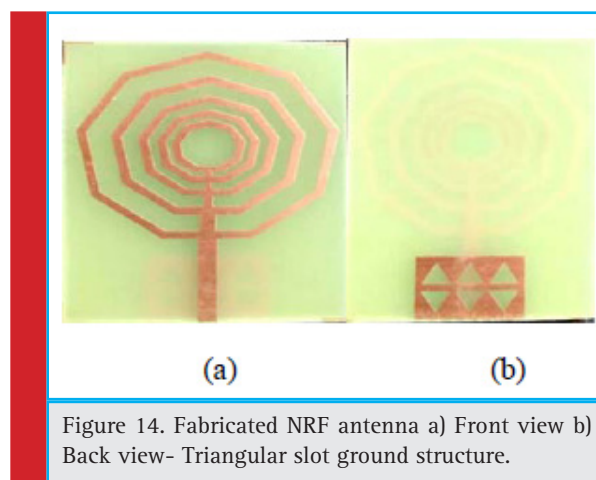 (a) (b)
Figure 14. Fabricated NRF antenna a) Front view b)
Back view- Triangular slot ground structure.